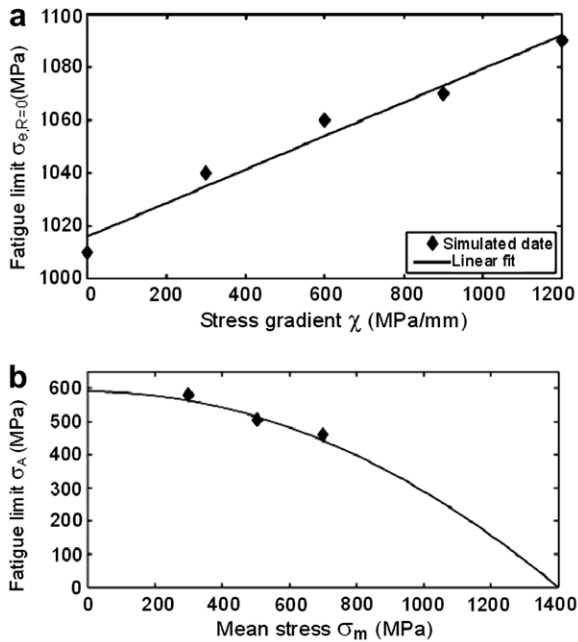 a
1100
1080
1060
1040
1020
1000
Fatigue limit σe,R=0(MPa)
Simulated date
Linear fit
0 200 400 600 800 1000 1200
Stress gradient χ (MPa/mm)
b
600
500
400
300
200
100
0
Fatigue limit σA (MPa)
0 200 400 600 800 1000 1200 1400
Mean stress σm (MPa)